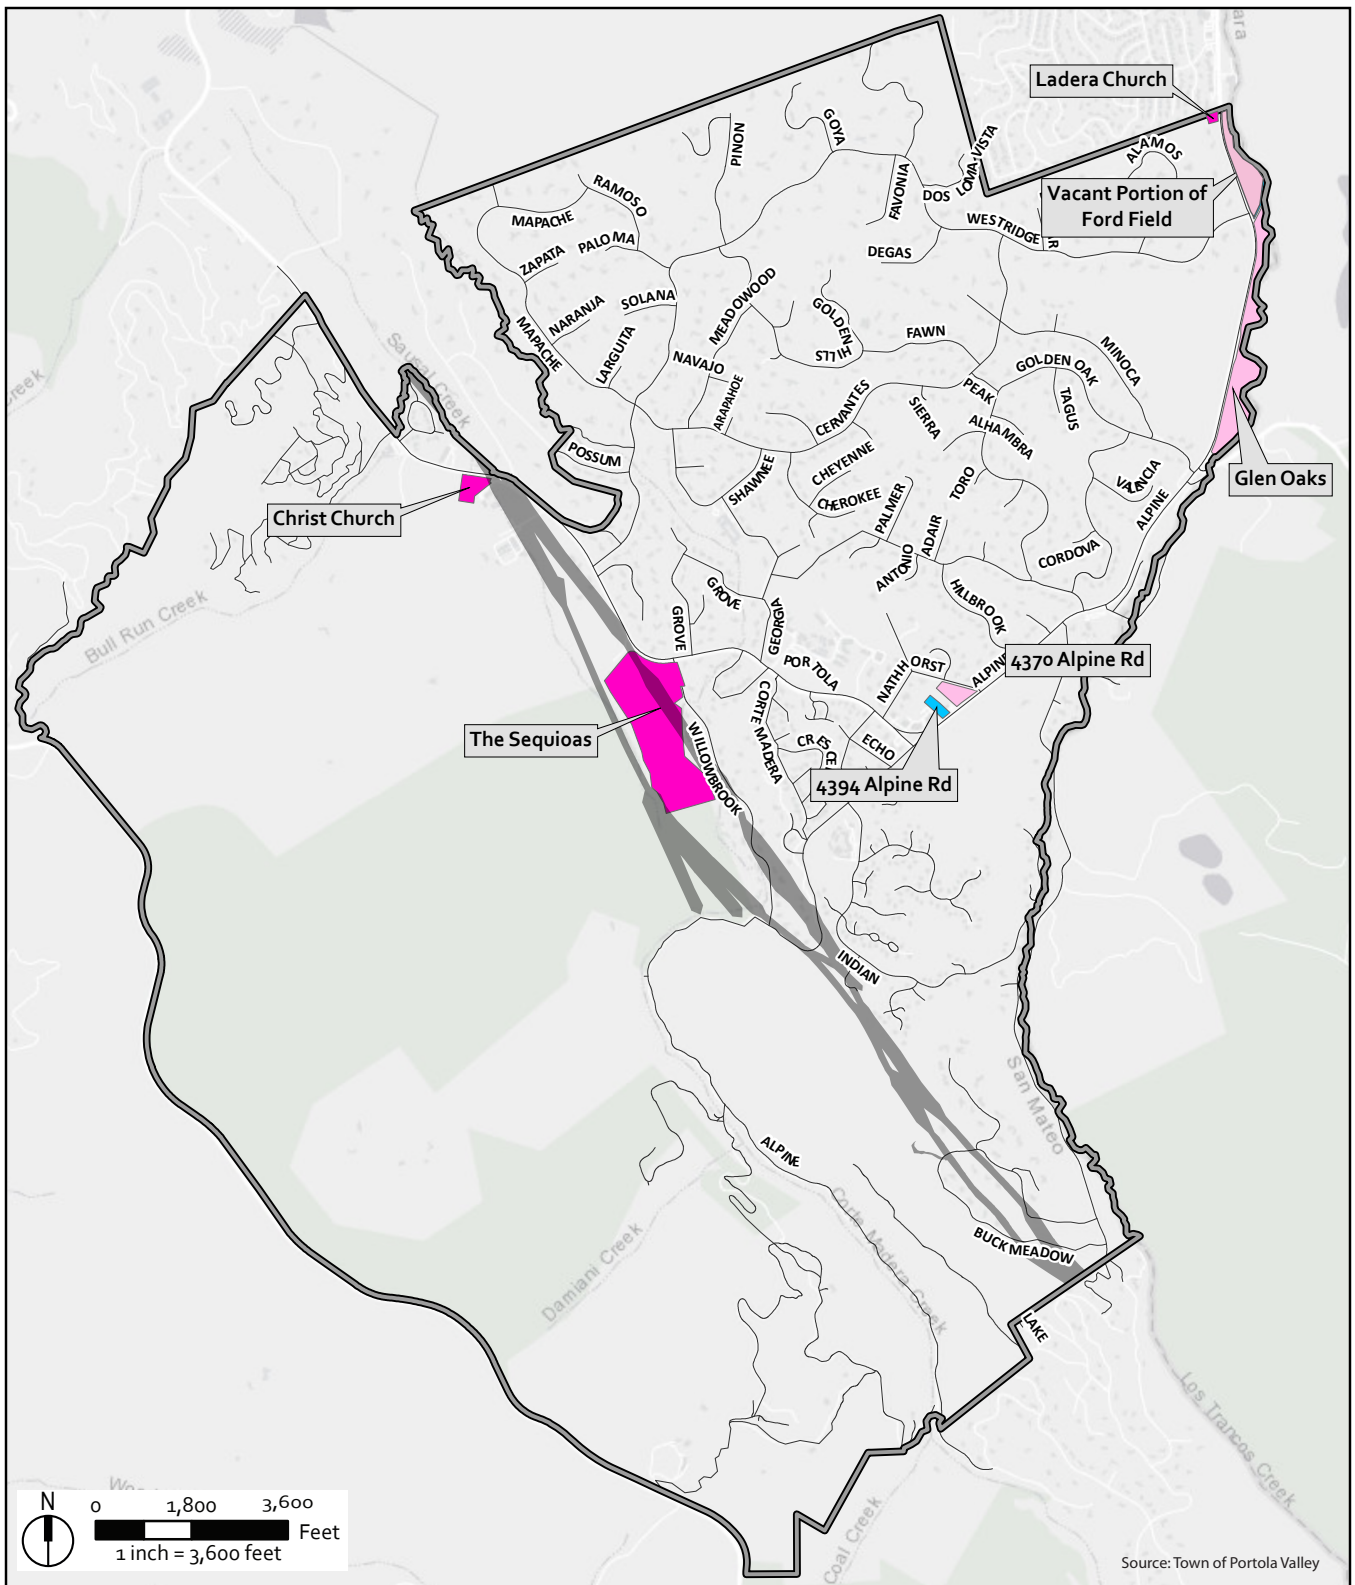 ara
Ladera Church
PINON
GOYA
LOMA VISTA
ALAMOS
RAMOSO
FAVONIA
DOS
Vacant Portion of
Ford Field
MAPACHE
WESTRIDGE
ZAPATA
PALOMA
DEGAS
SOLANA
MEADOWOOD
NARANJA
GOLDEN
HILLS
FAWN
MAPACHE
LARGUITA
NAVAJO
MINOCA
GOLDEN OAK
Sausal Creek
reek
ARAPAHOE
CERVANTES
PEAK
SIERRA
TAGUS
ALHAMBRA
POSSUM
SHAWNEE
CHEYENNE
CHEROKEE
PALMER
TORO
VALENCIA
ALPINE
Glen Oaks
Christ Church
ADAIR
ANTONIO
CORDOVA
Bull Run Creek
GROVE
GROVE
GEORGIA
HILLBROOK
PORTOLA
NATHHORST
ALPINE
4370 Alpine Rd
CORTE MADERA
The Sequioas
WILLOWBROOK
ECHO
4394 Alpine Rd
INDIAN
San Mateo
ALPINE
Corte Madera Creek
Damiani Creek
BUCK MEADOW
LAKE
Los Trancos Creek
Coal Creek
N
0 1,800 3,600
Feet
1 inch = 3,600 feet
Source: Town of Portola Valley